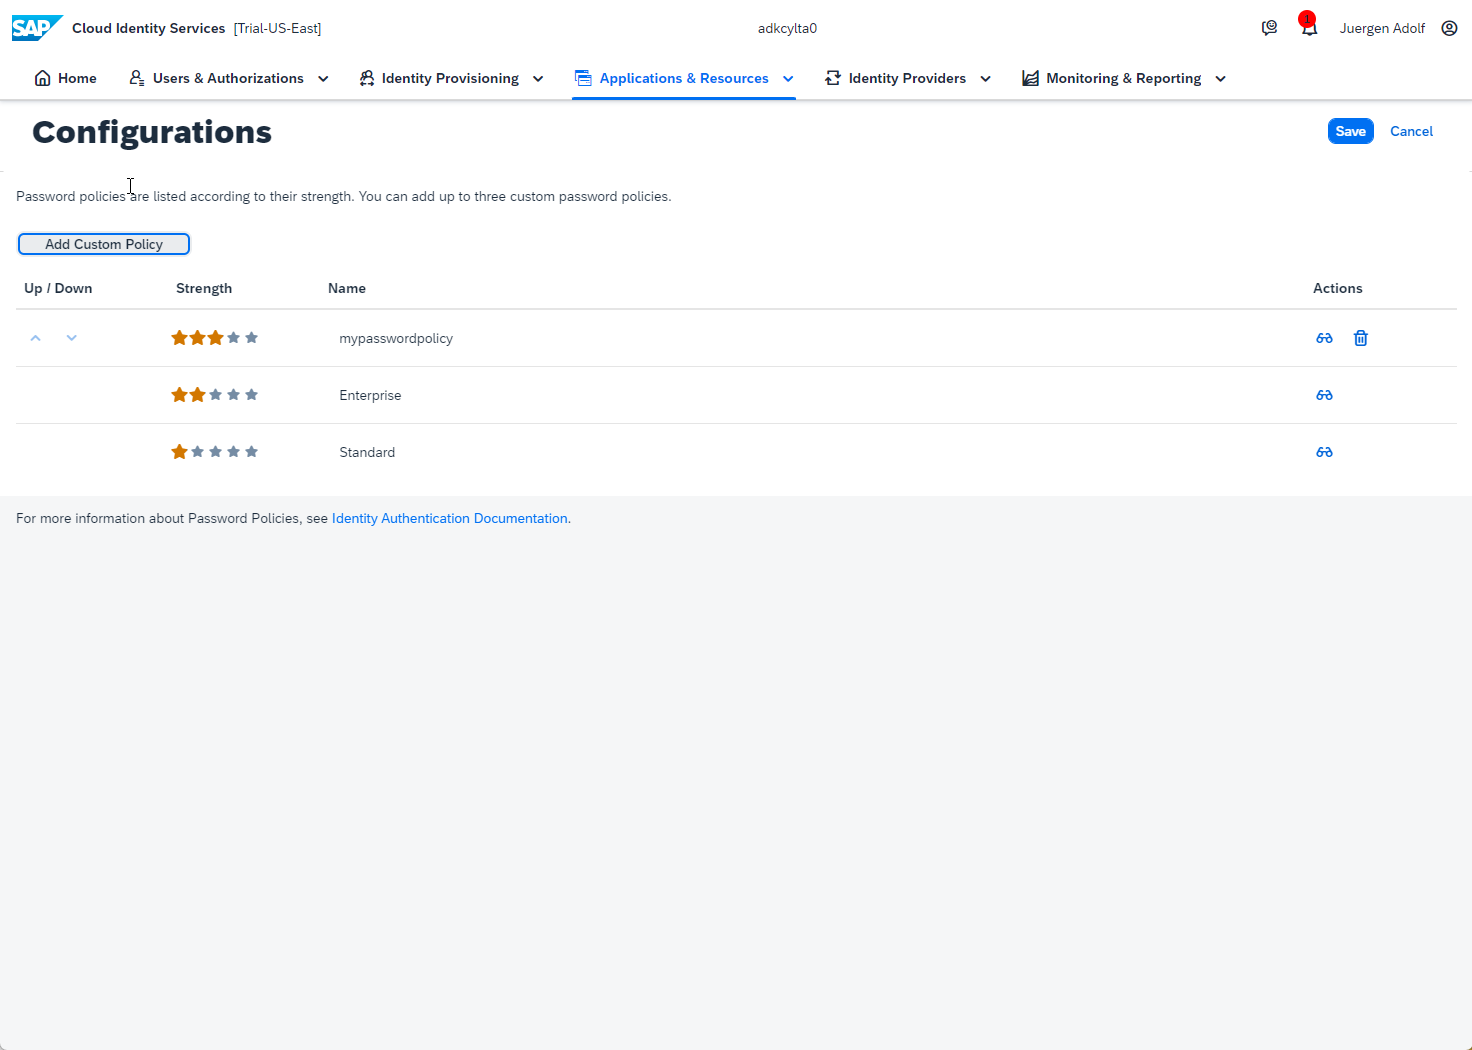 SAP Cloud Identity Services [Trial-US-East] adkcylta0 1 Juergen Adolf
Home Users & Authorizations Identity Provisioning Applications & Resources Identity Providers Monitoring & Reporting
Configurations Save Cancel
Password policies are listed according to their strength. You can add up to three custom password policies.
Add Custom Policy
Up / Down Strength Name Actions
mypasswordpolicy
Enterprise
Standard
For more information about Password Policies, see Identity Authentication Documentation.